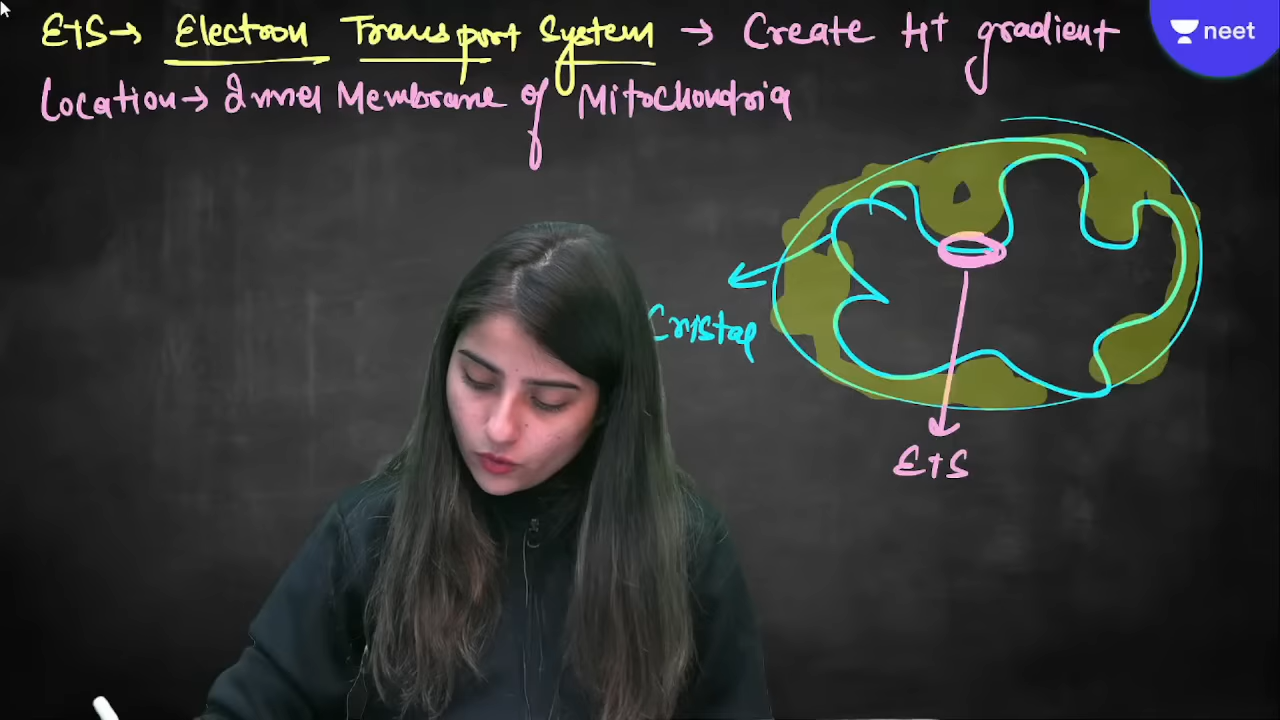 ETS → Electron Transport System → Create H+ gradient
Location → Inner Membrane of Mitochondria
neet
Cristae
ETS